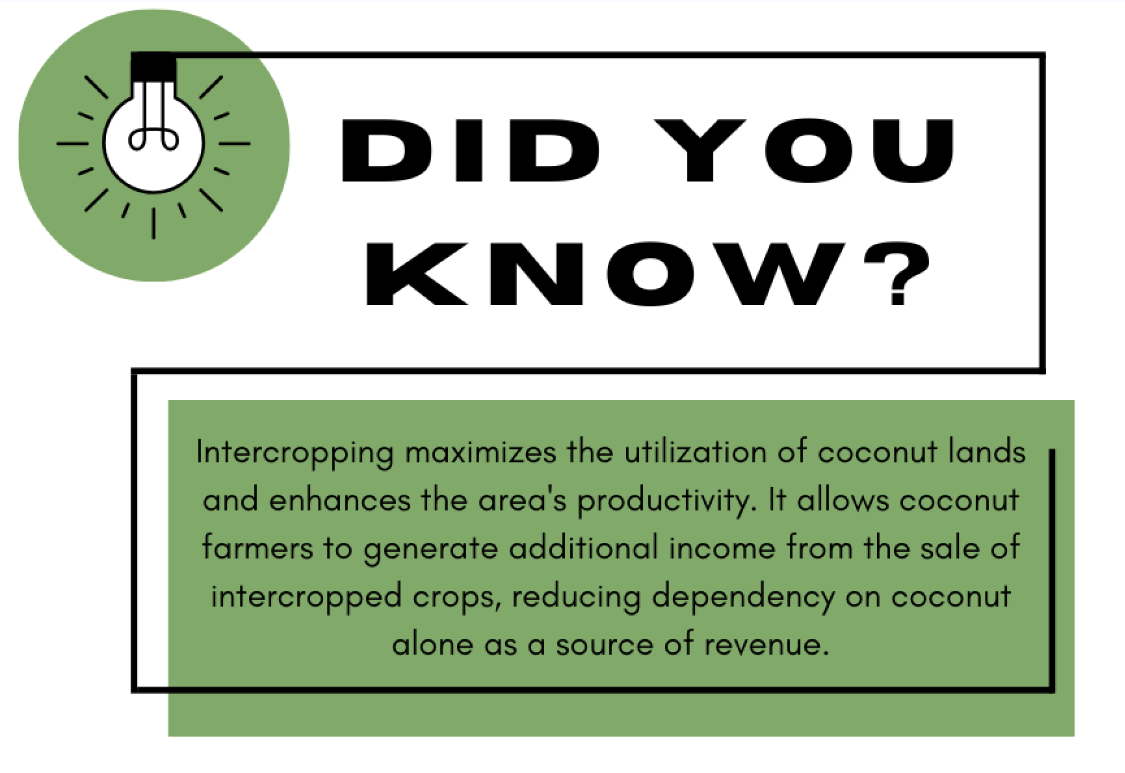 DID YOU
KNOW?
Intercropping maximizes the utilization of coconut lands
and enhances the area's productivity. It allows coconut
farmers to generate additional income from the sale of
intercropped crops, reducing dependency on coconut
alone as a source of revenue.